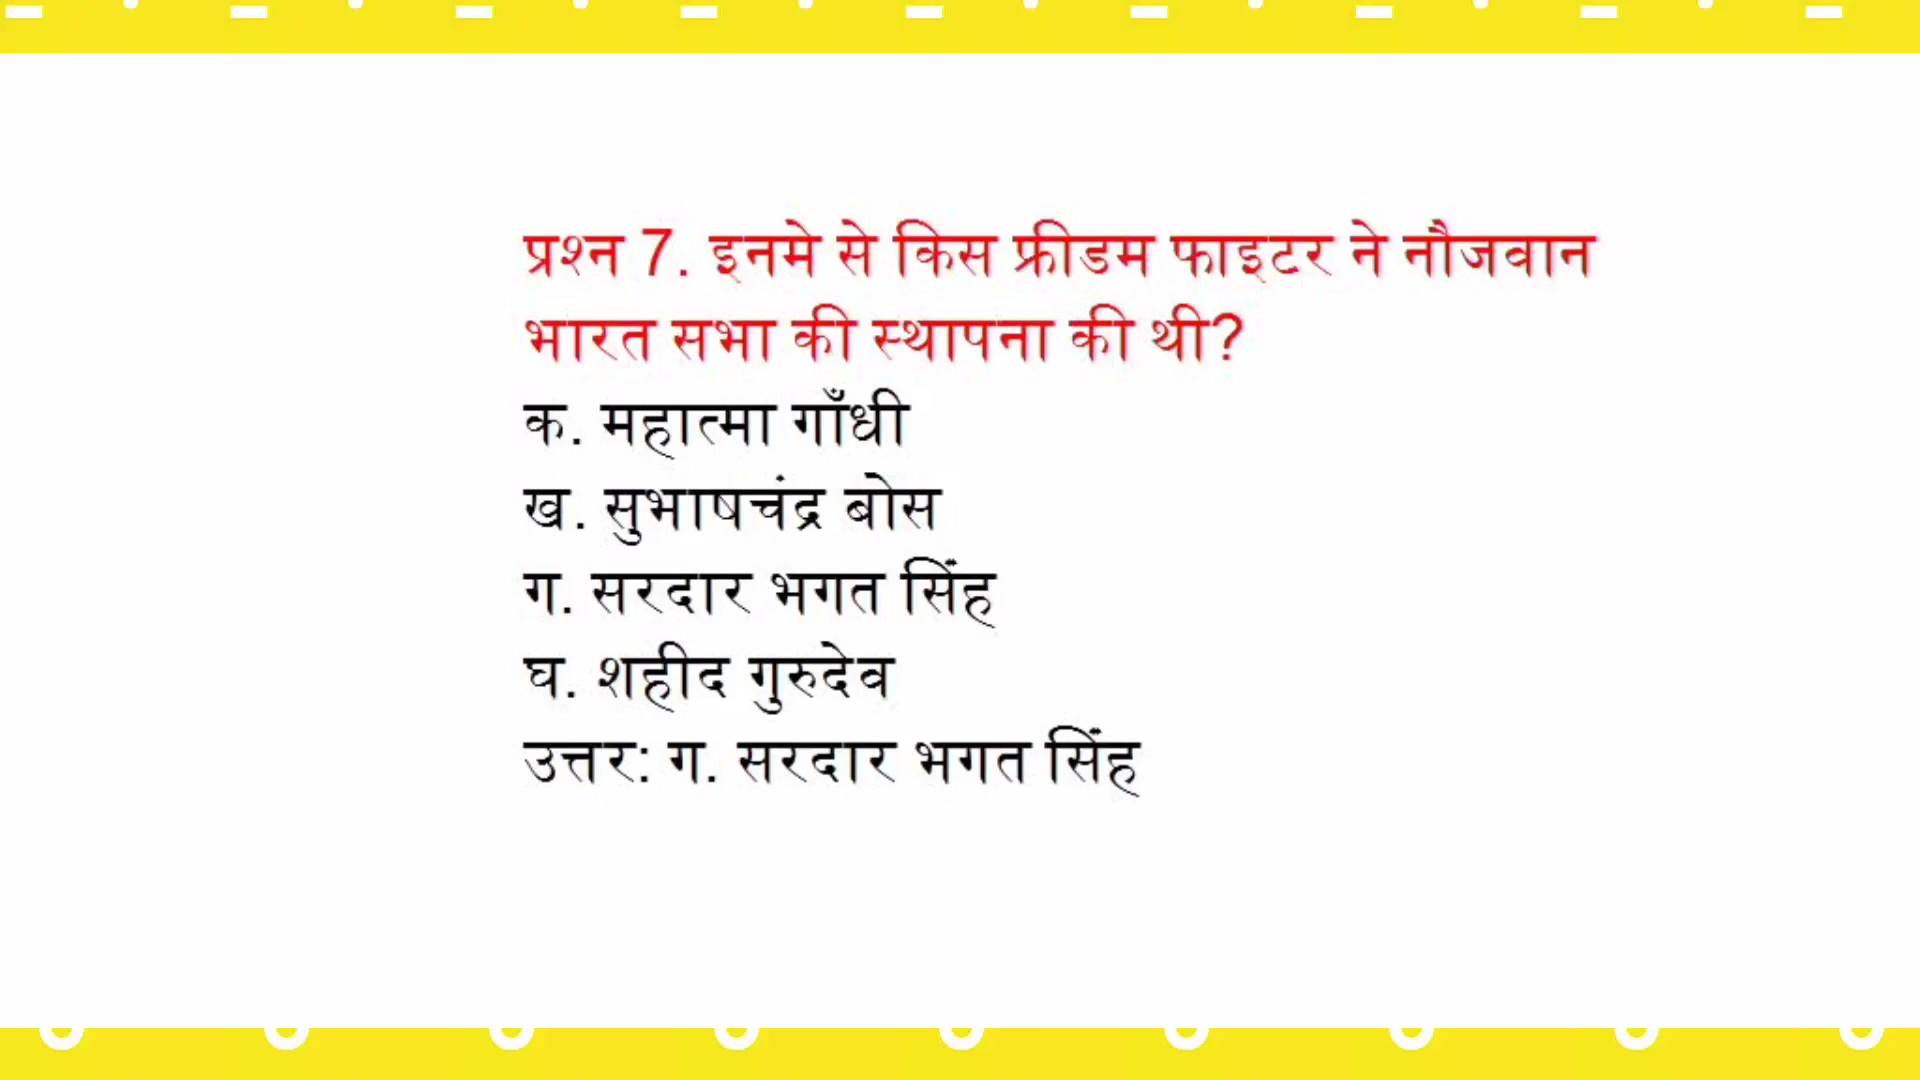 प्रश्न 7. इनमे से किस फ्रीडम फाइटर ने नौजवान
भारत सभा की स्थापना की थी?
क. महात्मा गाँधी
ख. सुभाषचंद्र बोस
ग. सरदार भगत सिंह
घ. शहीद गुरुदेव
उत्तर: ग. सरदार भगत सिंह